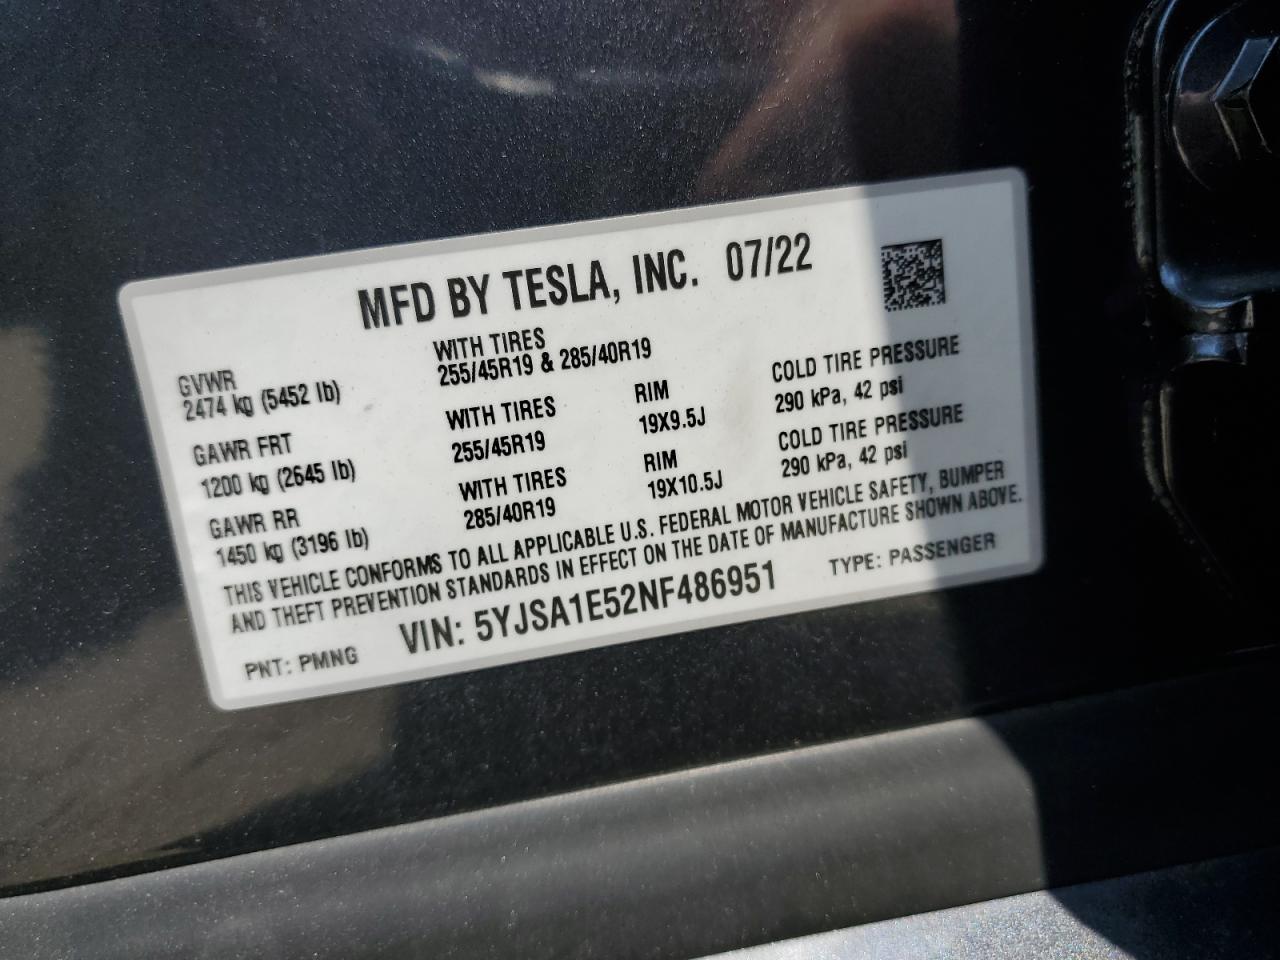 MFD BY TESLA, INC. 07/22
GVWR
2474 kg (5452 lb)
WITH TIRES
255/45R19 & 285/40R19
GAWR FRT
1200 kg (2645 lb)
WITH TIRES
255/45R19
RIM
19X9.5J
COLD TIRE PRESSURE
290 kPa, 42 psi
GAWR RR
1450 kg (3196 lb)
WITH TIRES
285/40R19
RIM
19X10.5J
COLD TIRE PRESSURE
290 kPa, 42 psi
THIS VEHICLE CONFORMS TO ALL APPLICABLE U.S. FEDERAL MOTOR VEHICLE SAFETY, BUMPER
AND THEFT PREVENTION STANDARDS IN EFFECT ON THE DATE OF MANUFACTURE SHOWN ABOVE.
PNT: PMNG VIN: 5YJSA1E52NF486951 TYPE: PASSENGER